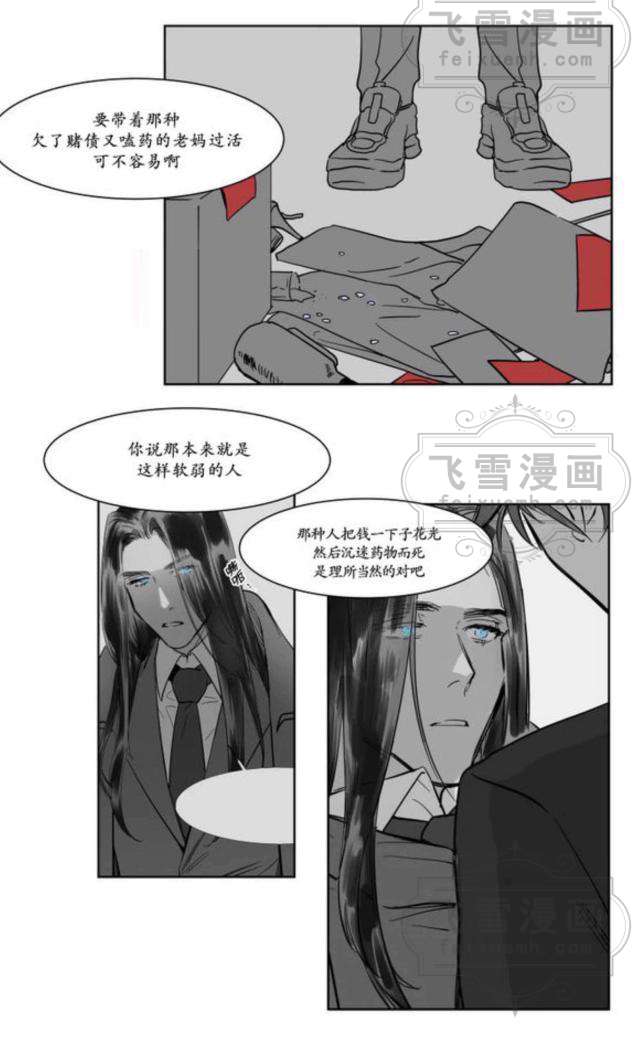 飞雪漫画
feixuemh.com
要带着那种
欠了赌债又嗑药的老妈过活
可不容易啊
飞雪漫画
feixuemh.com
你说那本来就是
这样软弱的人
那种人把钱一下子花光
然后沉迷药物而死
是理所当然的对吧
飞雪漫画
feixuemh.com